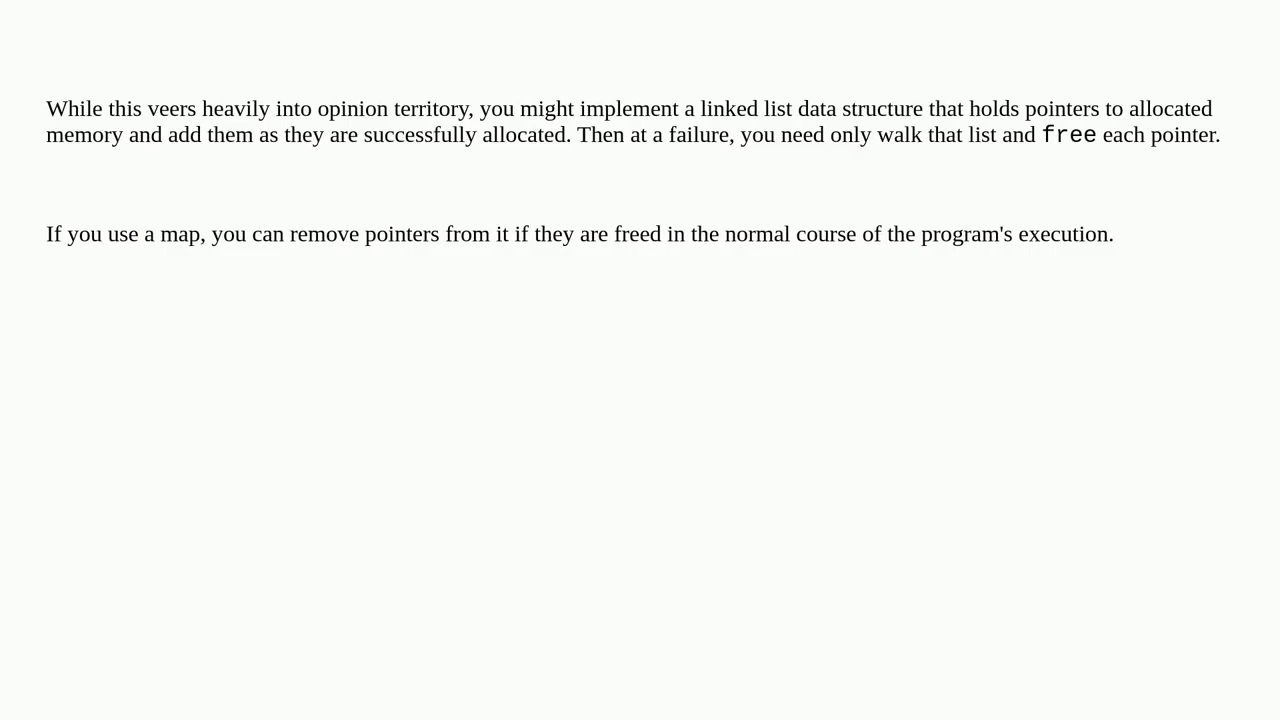 While this veers heavily into opinion territory, you might implement a linked list data structure that holds pointers to allocated
memory and add them as they are successfully allocated. Then at a failure, you need only walk that list and free each pointer.
If you use a map, you can remove pointers from it if they are freed in the normal course of the program's execution.